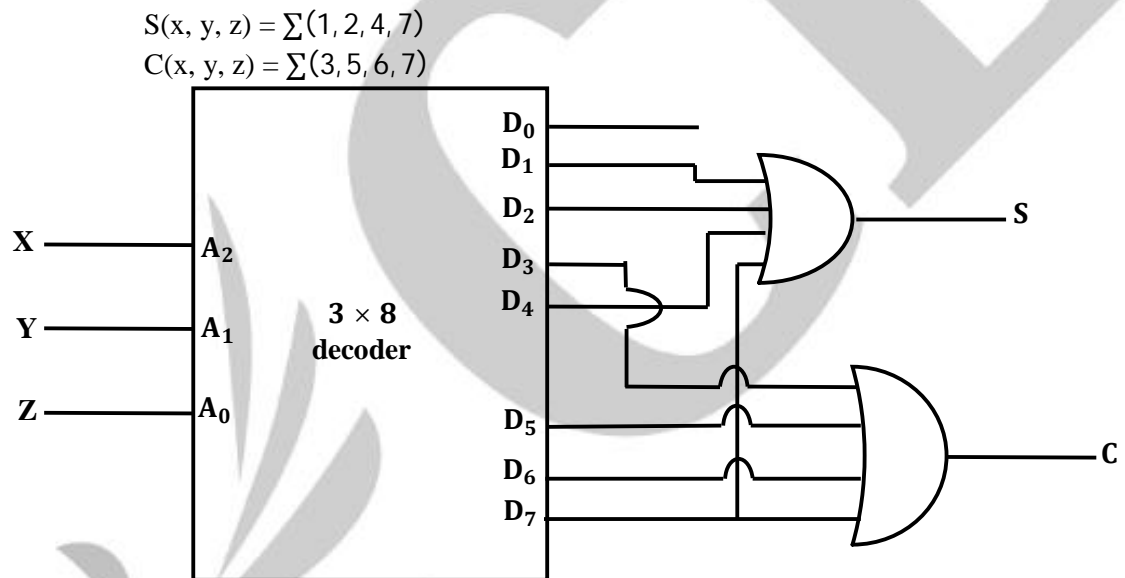 S(x, y, z) = ∑(1, 2, 4, 7)
C(x, y, z) = ∑(3, 5, 6, 7)
D₀
D₁
D₂
S
X
A₂
D₃
D₄
Y
A₁
3 × 8
decoder
Z
A₀
D₅
C
D₆
D₇